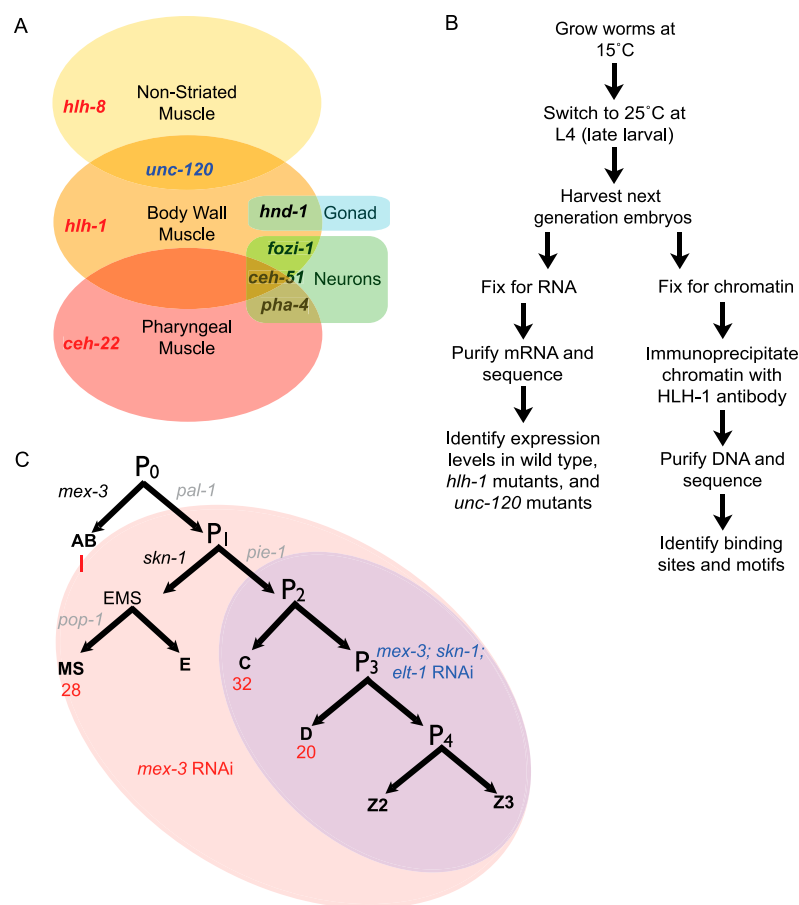 A
Non-Striated
Muscle
hlh-8
unc-120
hlh-1
Body Wall
Muscle
hnd-1
Gonad
fozi-1
ceh-51
Neurons
pha-4
ceh-22
Pharyngeal
Muscle
B
Grow worms at
15˚C
Switch to 25˚C at
L4 (late larval)
Harvest next
generation embryos
Fix for RNA
Purify mRNA and
sequence
Identify expression
levels in wild type,
hlh-1 mutants, and
unc-120 mutants
Fix for chromatin
Immunoprecipitate
chromatin with
HLH-1 antibody
Purify DNA and
sequence
Identify binding
sites and motifs
C
P0
mex-3
pal-1
AB
1
P1
skn-1
pie-1
EMS
P2
pop-1
MS
28
E
C
32
P3
mex-3; skn-1;
elt-1 RNAi
D
20
P4
mex-3 RNAi
Z2
Z3